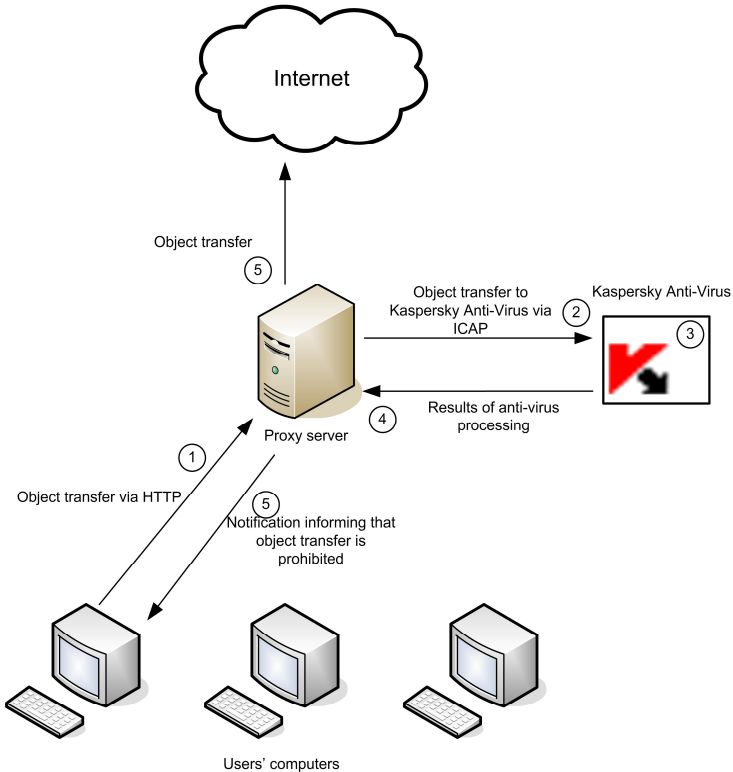 Internet
Object transfer
5
Object transfer to
Kaspersky Anti-Virus via
ICAP
2
Kaspersky Anti-Virus
3
Results of anti-virus
processing
4
Proxy server
1
Object transfer via HTTP
5
Notification informing that
object transfer is
prohibited
Users' computers